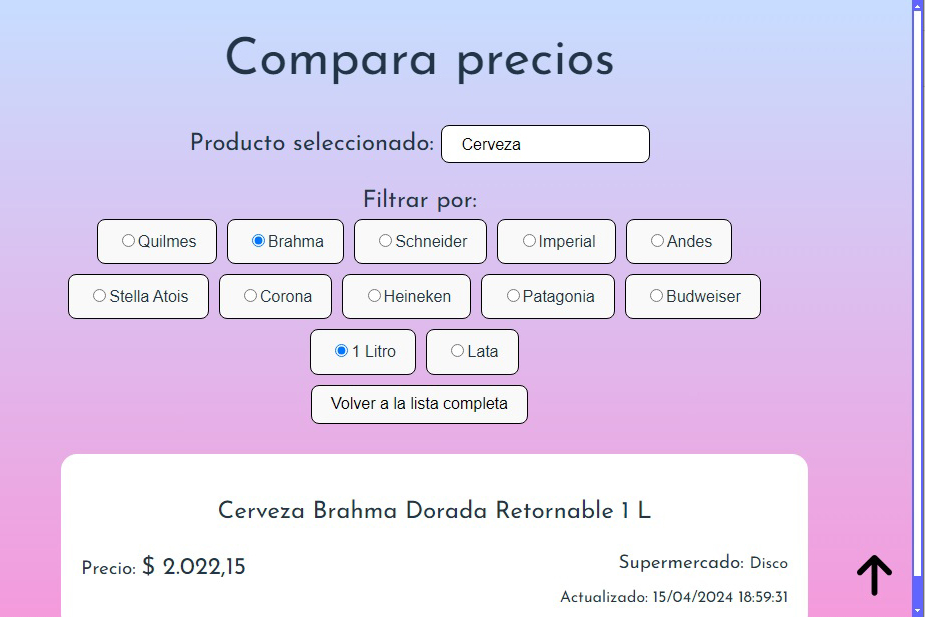 Compara precios
Producto seleccionado: Cerveza
Filtrar por:
Quilmes Brahma Schneider Imperial Andes
Stella Atois Corona Heineken Patagonia Budweiser
1 Litro Lata
Volver a la lista completa
Cerveza Brahma Dorada Retornable 1 L
Precio: $ 2.022,15
Supermercado: Disco
Actualizado: 15/04/2024 18:59:31